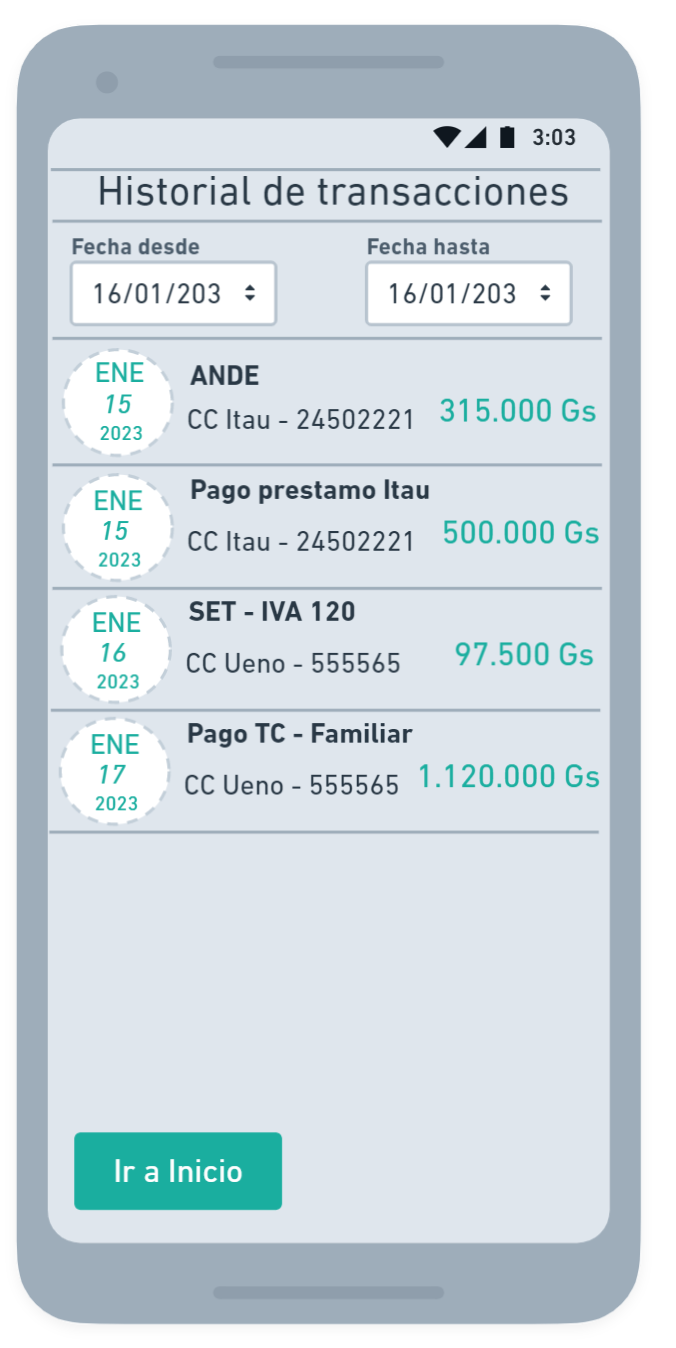 3:03
Historial de transacciones
Fecha desde
Fecha hasta
16/01/203
16/01/203
ENE
15
2023
ANDE
CC Itau - 24502221
315.000 Gs
ENE
15
2023
Pago prestamo Itau
CC Itau - 24502221
500.000 Gs
ENE
16
2023
SET - IVA 120
CC Ueno - 555565
97.500 Gs
ENE
17
2023
Pago TC - Familiar
CC Ueno - 555565
1.120.000 Gs
Ir a Inicio